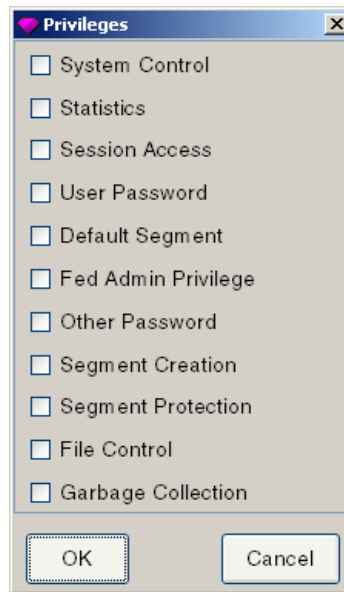 Privileges
System Control
Statistics
Session Access
User Password
Default Segment
Fed Admin Privilege
Other Password
Segment Creation
Segment Protection
File Control
Garbage Collection
OK
Cancel